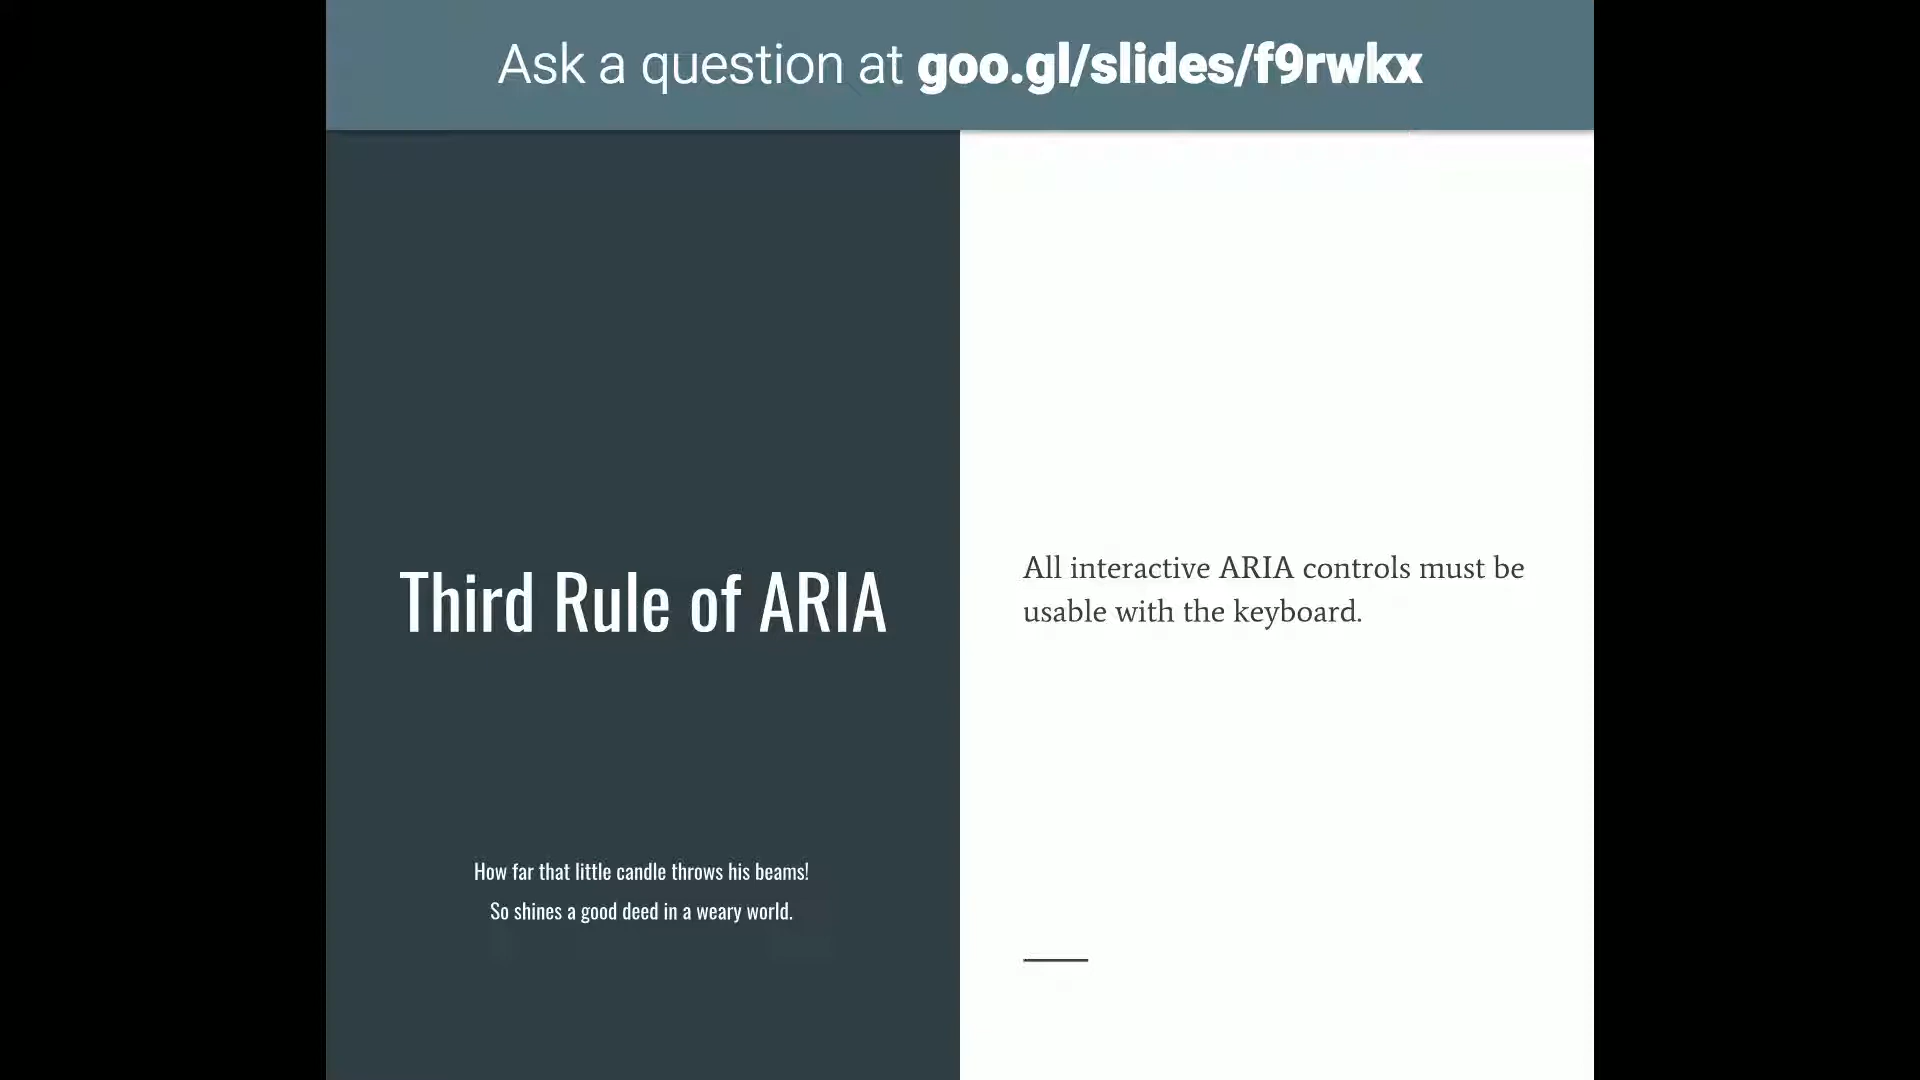 Ask a question at goo.gl/slides/f9rwkx
Third Rule of ARIA
How far that little candle throws his beams!
So shines a good deed in a weary world.
All interactive ARIA controls must be
usable with the keyboard.